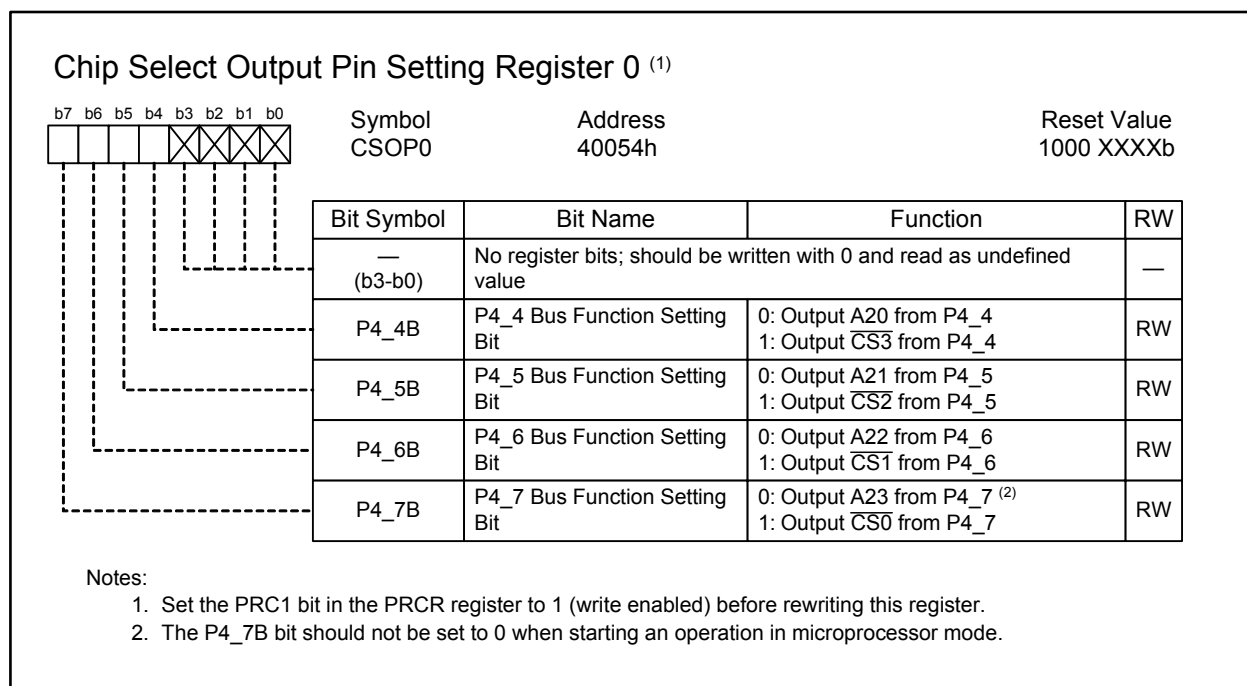 Chip Select Output Pin Setting Register 0 (1)
b7 b6 b5 b4 b3 b2 b1 b0
Symbol Address Reset Value
CSOP0 40054h 1000 XXXXb
Bit Symbol Bit Name Function RW
—
(b3-b0)
No register bits; should be written with 0 and read as undefined
value
—
P4_4B
P4_4 Bus Function Setting
Bit
0: Output A20 from P4_4
1: Output C̅S̅3̅ from P4_4
RW
P4_5B
P4_5 Bus Function Setting
Bit
0: Output A21 from P4_5
1: Output C̅S̅2̅ from P4_5
RW
P4_6B
P4_6 Bus Function Setting
Bit
0: Output A22 from P4_6
1: Output C̅S̅1̅ from P4_6
RW
P4_7B
P4_7 Bus Function Setting
Bit
0: Output A23 from P4_7 (2)
1: Output C̅S̅0̅ from P4_7
RW
Notes:
1. Set the PRC1 bit in the PRCR register to 1 (write enabled) before rewriting this register.
2. The P4_7B bit should not be set to 0 when starting an operation in microprocessor mode.